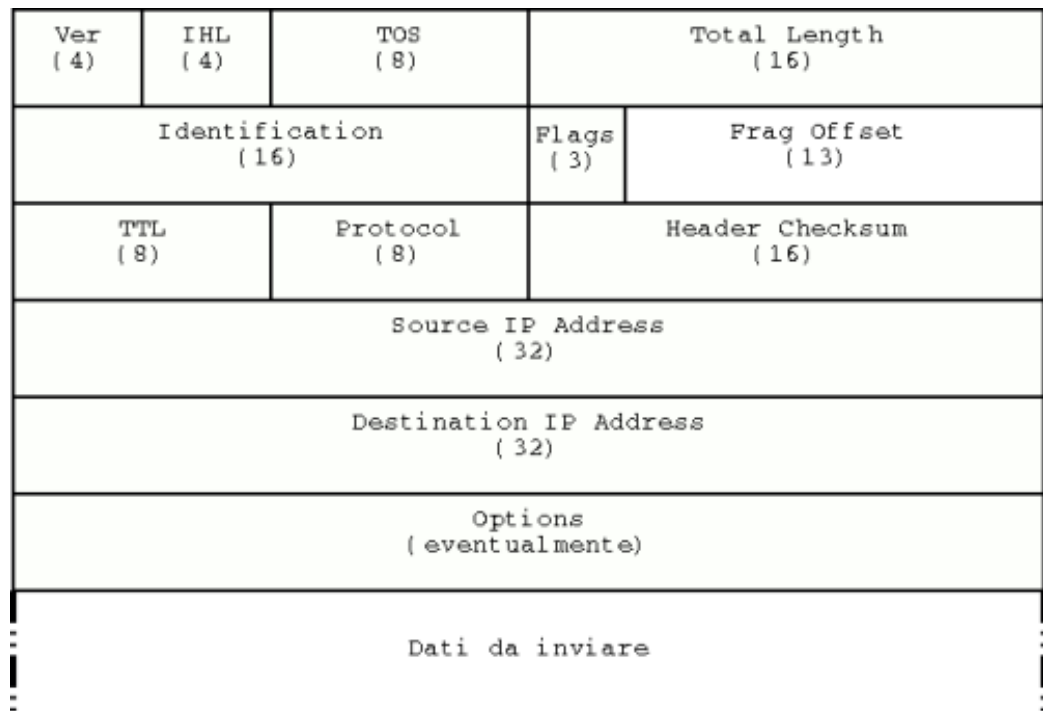 Ver IHL TOS Total Length
(4) (4) (8) (16)
Identification Flags Frag Offset
(16) (3) (13)
TTL Protocol Header Checksum
(8) (8) (16)
Source IP Address
(32)
Destination IP Address
(32)
Options
(eventualmente)
Dati da inviare